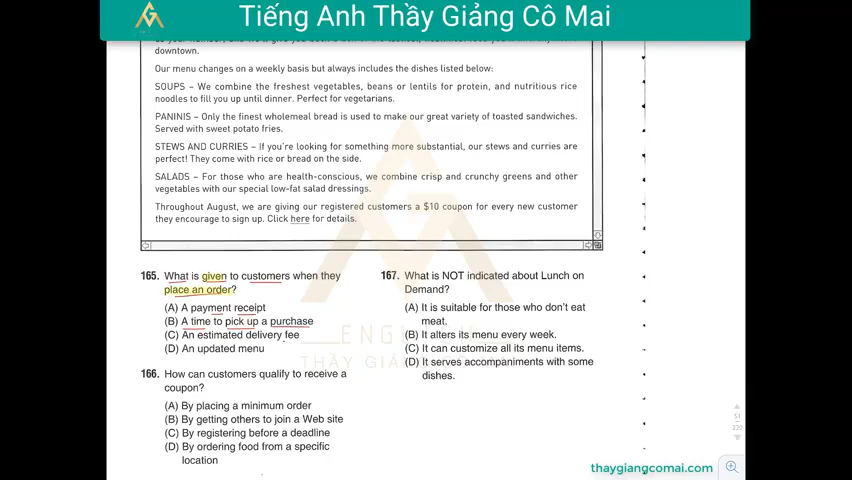 Tiếng Anh Thầy Giảng Cô Mai
downtown.
Our menu changes on a weekly basis but always includes the dishes listed below:
SOUPS – We combine the freshest vegetables, beans or lentils for protein, and nutritious rice
noodles to fill you up until dinner. Perfect for vegetarians.
PANINIS – Only the finest wholemeal bread is used to make our great variety of toasted sandwiches.
Served with sweet potato fries.
STEWS AND CURRIES – If you're looking for something more substantial, our stews and curries are
perfect! They come with rice or bread on the side.
SALADS – For those who are health-conscious, we combine crisp and crunchy greens and other
vegetables with our special low-fat salad dressings.
Throughout August, we are giving our registered customers a $10 coupon for every new customer
they encourage to sign up. Click here for details.
165. What is given to customers when they
place an order?
(A) A payment receipt
(B) A time to pick up a purchase
(C) An estimated delivery fee
(D) An updated menu
166. How can customers qualify to receive a
coupon?
(A) By placing a minimum order
(B) By getting others to join a Web site
(C) By registering before a deadline
(D) By ordering food from a specific
location
167. What is NOT indicated about Lunch on
Demand?
(A) It is suitable for those who don't eat
meat.
(B) It alters its menu every week.
(C) It can customize all its menu items.
(D) It serves accompaniments with some
dishes.
ENGLISH
THẦY GIẢNG
thaygiangcomai.com